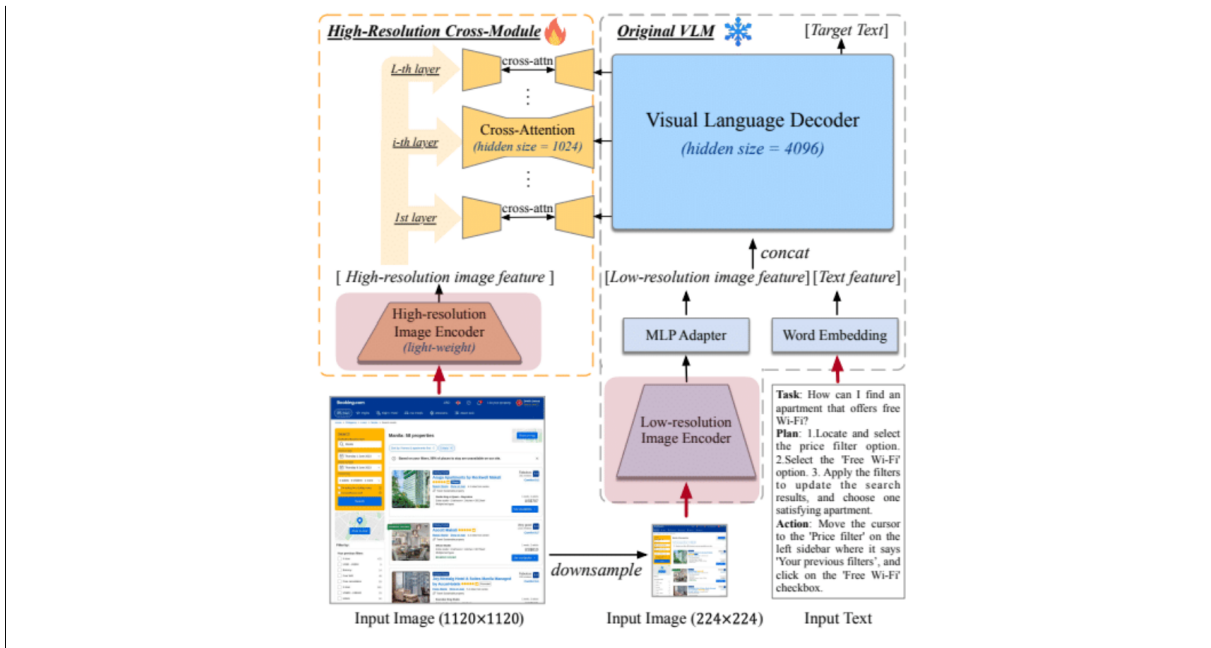 High-Resolution Cross-Module
Original VLM
[Target Text]
L-th layer
cross-attn
Cross-Attention
(hidden size = 1024)
i-th layer
1st layer
cross-attn
Visual Language Decoder
(hidden size = 4096)
concat
[ High-resolution image feature ]
[Low-resolution image feature] [Text feature]
High-resolution
Image Encoder
(light-weight)
MLP Adapter
Word Embedding
Low-resolution
Image Encoder
Booking.com
Manila: 58 properties
Task: How can I find an
apartment that offers free
Wi-Fi?
Plan: 1.Locate and select
the price filter option.
2.Select the 'Free Wi-Fi'
option. 3. Apply the filters
to update the search
results, and choose one
satisfying apartment.
Action: Move the cursor
to the 'Price filter' on the
left sidebar where it says
'Your previous filters', and
click on the 'Free Wi-Fi'
checkbox.
downsample
Input Image (1120×1120)
Input Image (224×224)
Input Text